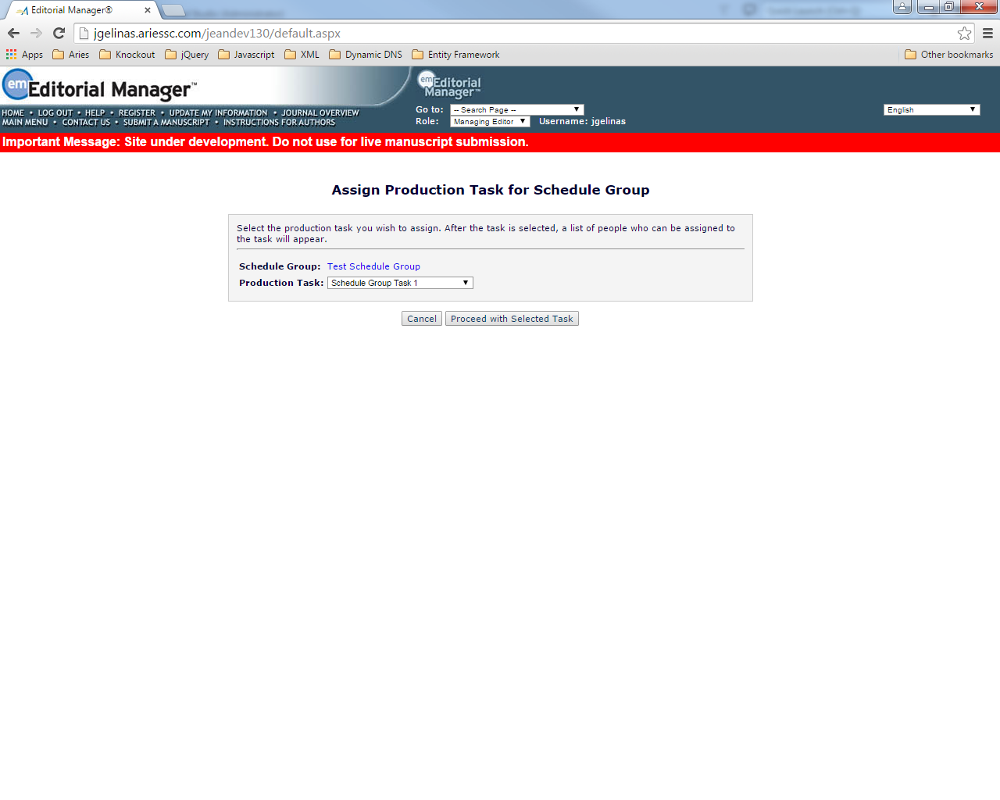 Editorial Manager®
jgelinas.ariessc.com/jeandev130/default.aspx
Apps Aries Knockout jQuery Javascript XML Dynamic DNS Entity Framework Other bookmarks
em Editorial Manager™
em Editorial Manager™
HOME • LOG OUT • HELP • REGISTER • UPDATE MY INFORMATION • JOURNAL OVERVIEW
MAIN MENU • CONTACT US • SUBMIT A MANUSCRIPT • INSTRUCTIONS FOR AUTHORS
Go to: -- Search Page -- English
Role: Managing Editor Username: jgelinas
Important Message: Site under development. Do not use for live manuscript submission.
Assign Production Task for Schedule Group
Select the production task you wish to assign. After the task is selected, a list of people who can be assigned to
the task will appear.
Schedule Group: Test Schedule Group
Production Task: Schedule Group Task 1
Cancel Proceed with Selected Task